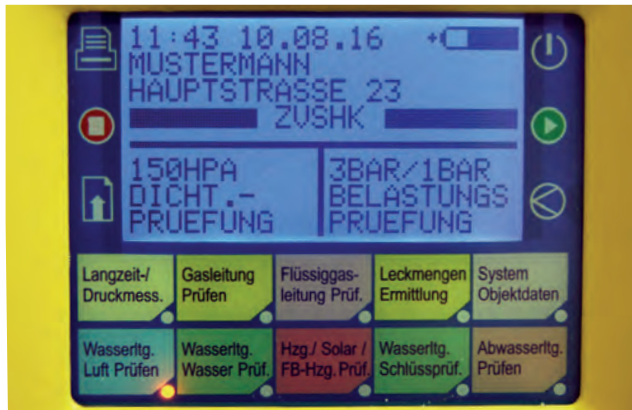 11:43 10.08.16
MUSTERMANN
HAUPTSTRASSE 23
ZVSHK
150HPA
DICHT.-
PRUEFUNG
3BAR/1BAR
BELASTUNGS
PRUEFUNG
Langzeit-/
Druckmess.
Gasleitung
Prüfen
Flüssiggas-
leitung Prüf.
Leckmengen
Ermittlung
System
Objektdaten
Wasserltg.
Luft Prüfen
Wasserltg.
Wasser Prüf.
Hzg./ Solar /
FB-Hzg. Prüf.
Wasserltg.
Schlüssprüf.
Abwasserltg.
Prüfen